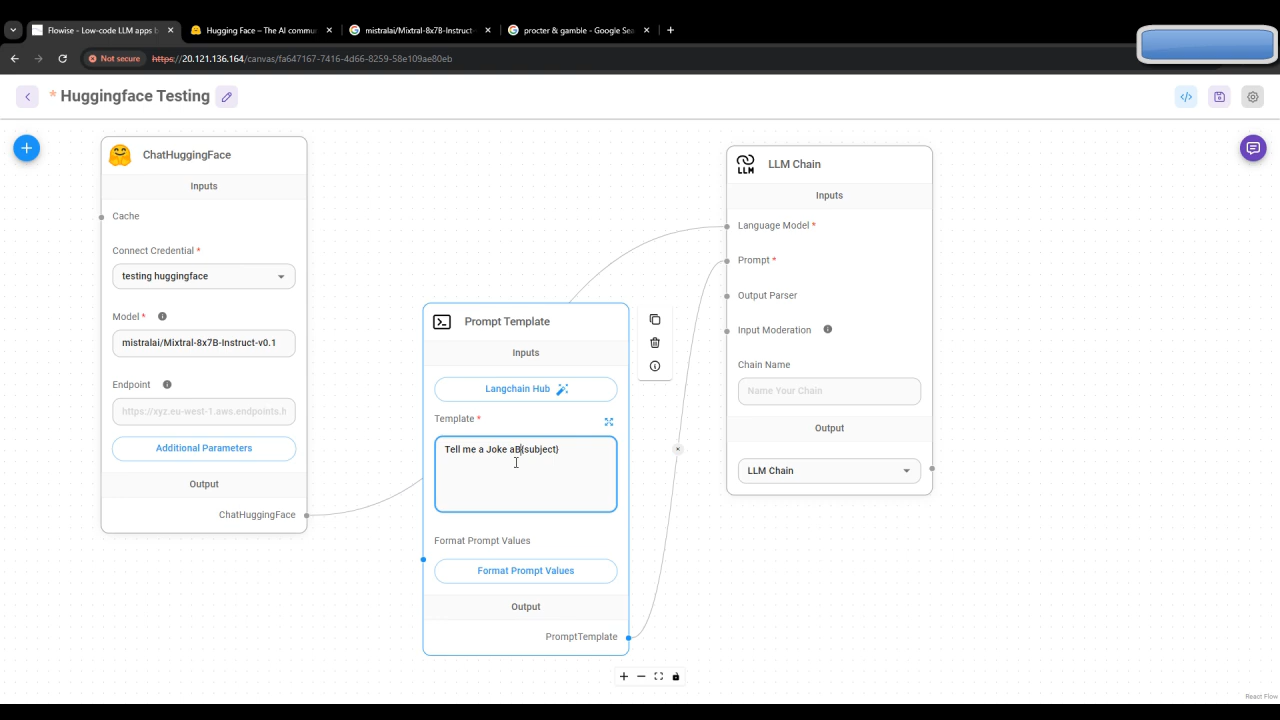 Flowise - Low-code LLM apps b
Hugging Face – The AI commu
mistralai/Mixtral-8x7B-Instruct-
procter & gamble - Google Sea
Not secure
https://20.121.136.164/canvas/fa647167-7416-4d66-8259-58e109ae80eb
* Huggingface Testing
ChatHuggingFace
Inputs
Cache
Connect Credential *
testing huggingface
Model *
mistralai/Mixtral-8x7B-Instruct-v0.1
Endpoint
https://xyz.eu-west-1.aws.endpoints.h
Additional Parameters
Output
ChatHuggingFace
Prompt Template
Inputs
Langchain Hub
Template *
Tell me a Joke aB{subject}
Format Prompt Values
Format Prompt Values
Output
PromptTemplate
LLM
LLM Chain
Inputs
Language Model *
Prompt *
Output Parser
Input Moderation
Chain Name
Name Your Chain
Output
LLM Chain
React Flow